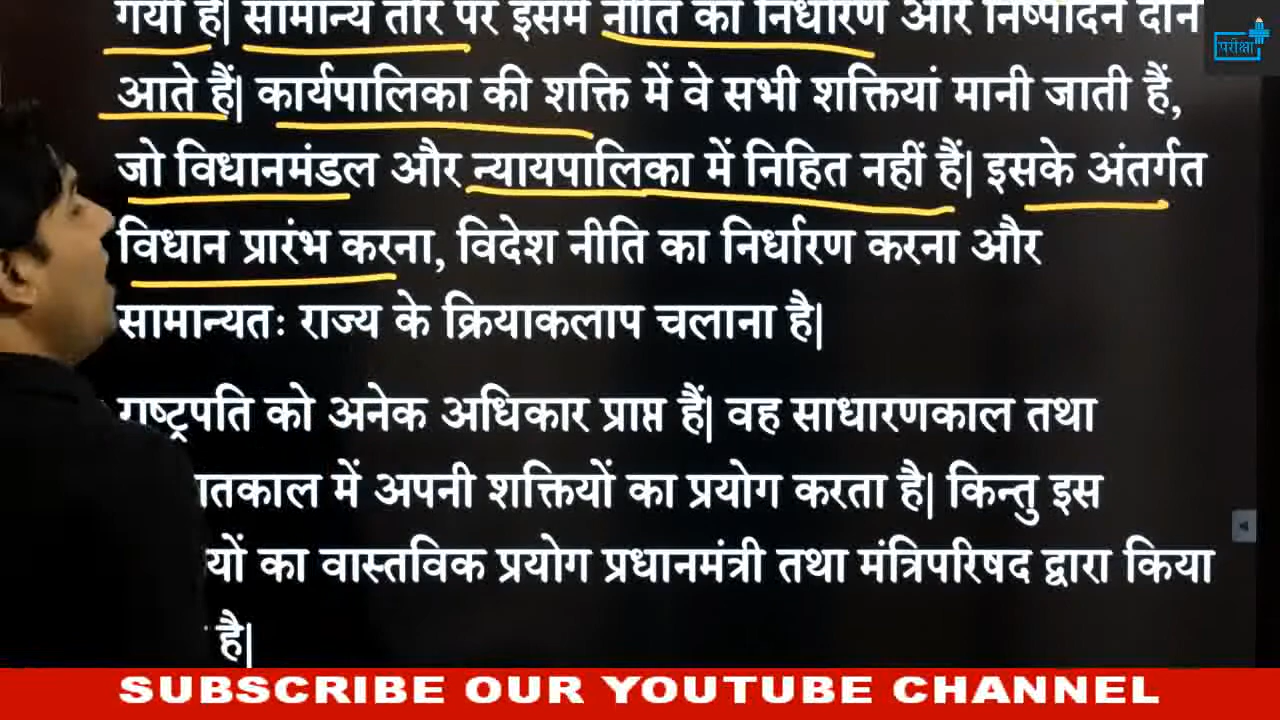 गया है| सामान्य तौर पर इसमें नीति का निर्धारण और निष्पादन दोनों
परीक्षा
आते हैं| कार्यपालिका की शक्ति में वे सभी शक्तियां मानी जाती हैं,
जो विधानमंडल और न्यायपालिका में निहित नहीं हैं| इसके अंतर्गत
विधान प्रारंभ करना, विदेश नीति का निर्धारण करना और
सामान्यतः राज्य के क्रियाकलाप चलाना है|
राष्ट्रपति को अनेक अधिकार प्राप्त हैं| वह साधारणकाल तथा
में अपनी शक्तियों का प्रयोग करता है| किन्तु इस
का वास्तविक प्रयोग प्रधानमंत्री तथा मंत्रिपरिषद द्वारा किया
है|
SUBSCRIBE OUR YOUTUBE CHANNEL